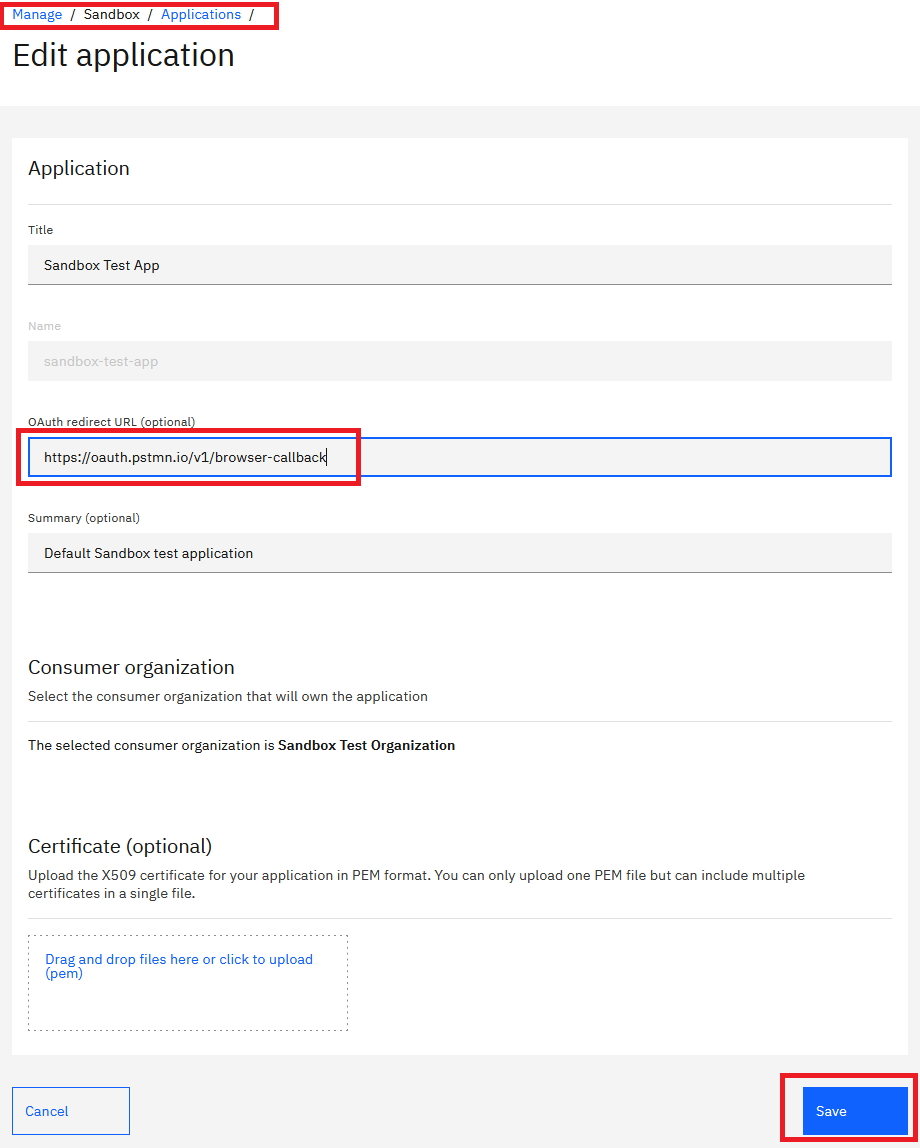 Manage / Sandbox / Applications /
Edit application
Application
Title
Sandbox Test App
Name
sandbox-test-app
OAuth redirect URL (optional)
https://oauth.pstmn.io/v1/browser-callback
Summary (optional)
Default Sandbox test application
Consumer organization
Select the consumer organization that will own the application
The selected consumer organization is Sandbox Test Organization
Certificate (optional)
Upload the X509 certificate for your application in PEM format. You can only upload one PEM file but can include multiple
certificates in a single file.
Drag and drop files here or click to upload
(pem)
Cancel
Save